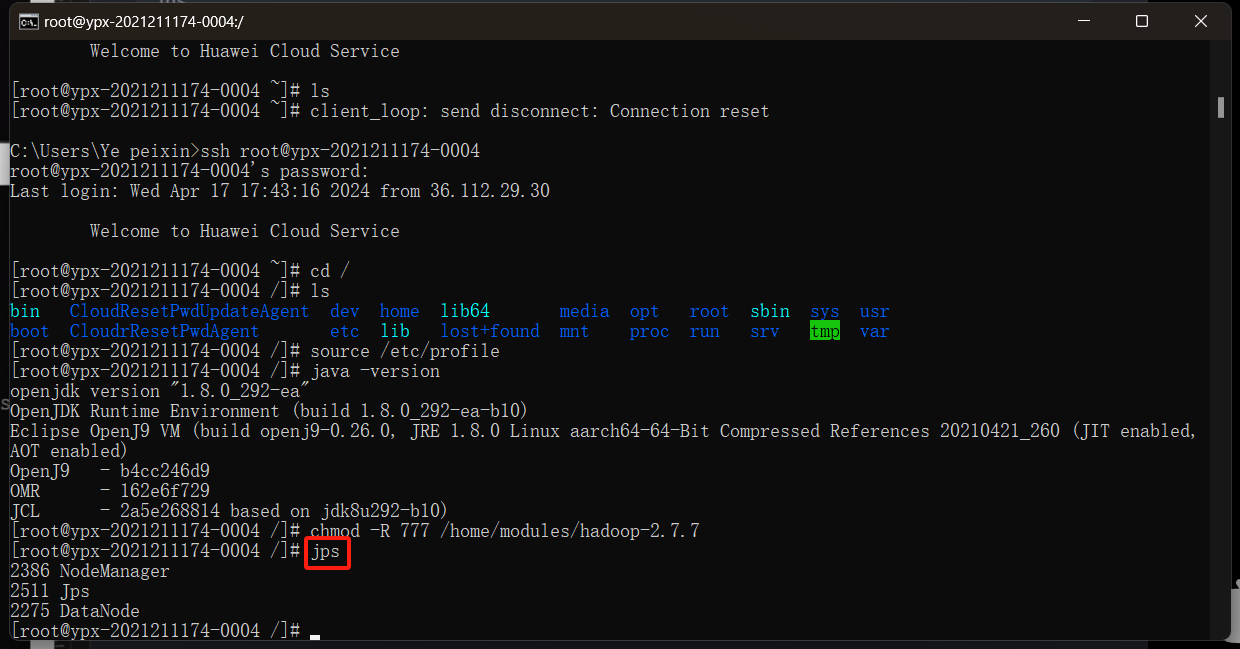 root@ypx-2021211174-0004:/
Welcome to Huawei Cloud Service
[root@ypx-2021211174-0004 ~]# ls
[root@ypx-2021211174-0004 ~]# client_loop: send disconnect: Connection reset
C:\Users\Ye peixin>ssh root@ypx-2021211174-0004
root@ypx-2021211174-0004's password:
Last login: Wed Apr 17 17:43:16 2024 from 36.112.29.30
Welcome to Huawei Cloud Service
[root@ypx-2021211174-0004 ~]# cd /
[root@ypx-2021211174-0004 /]# ls
bin CloudResetPwdUpdateAgent dev home lib64 media opt root sbin sys usr
boot CloudrResetPwdAgent etc lib lost+found mnt proc run srv tmp var
[root@ypx-2021211174-0004 /]# source /etc/profile
[root@ypx-2021211174-0004 /]# java -version
openjdk version "1.8.0_292-ea"
OpenJDK Runtime Environment (build 1.8.0_292-ea-b10)
Eclipse OpenJ9 VM (build openj9-0.26.0, JRE 1.8.0 Linux aarch64-64-Bit Compressed References 20210421_260 (JIT enabled,
AOT enabled)
OpenJ9 - b4cc246d9
OMR - 162e6f729
JCL - 2a5e268814 based on jdk8u292-b10)
[root@ypx-2021211174-0004 /]# chmod -R 777 /home/modules/hadoop-2.7.7
[root@ypx-2021211174-0004 /]# jps
2386 NodeManager
2511 Jps
2275 DataNode
[root@ypx-2021211174-0004 /]#